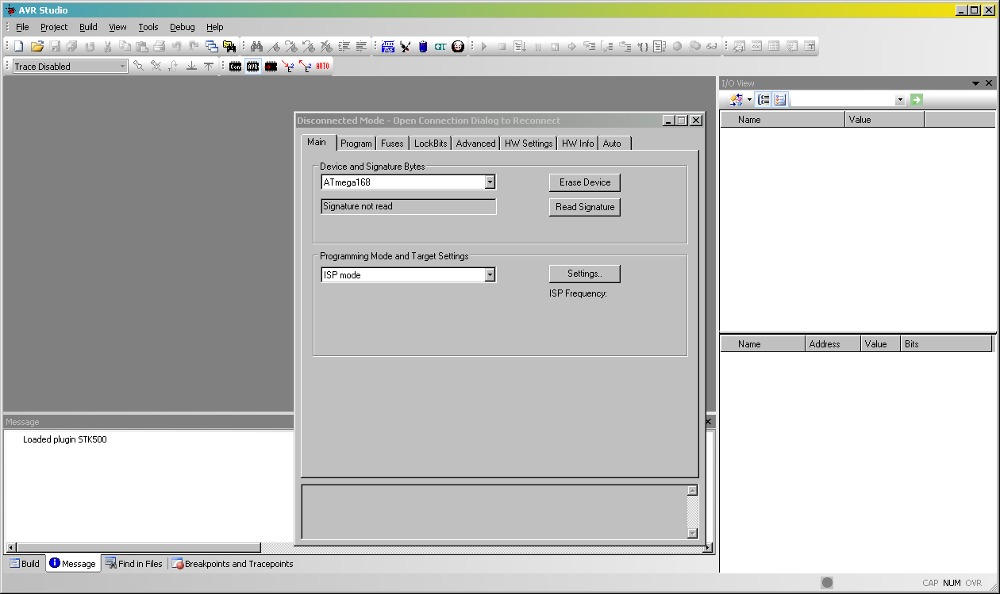 AVR Studio
File Project Build View Tools Debug Help
Trace Disabled
Con AVR AUTO
I/O View
Name Value
Disconnected Mode - Open Connection Dialog to Reconnect
Main Program Fuses LockBits Advanced HW Settings HW Info Auto
Device and Signature Bytes
ATmega168
Erase Device
Signature not read
Read Signature
Programming Mode and Target Settings
ISP mode
Settings..
ISP Frequency:
Name Address Value Bits
Message
Loaded plugin STK500
Build Message Find in Files Breakpoints and Tracepoints
CAP NUM OVR